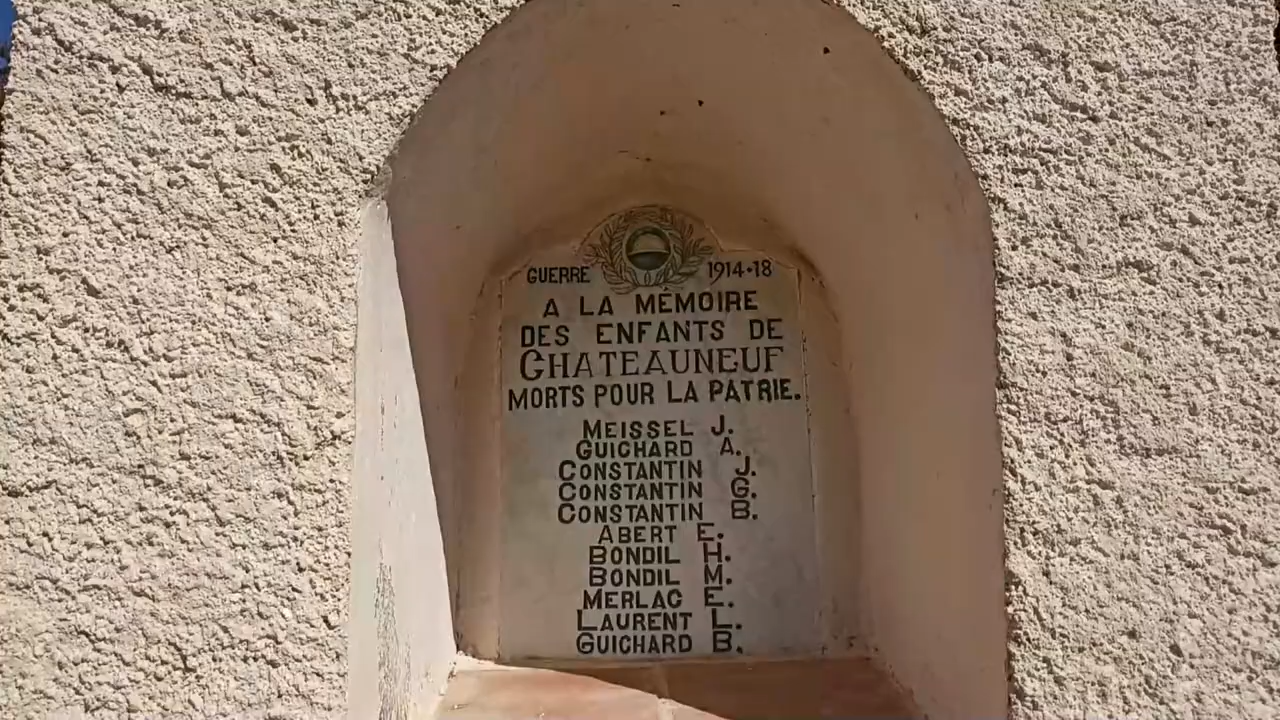 GUERRE 1914·18
A LA MÉMOIRE
DES ENFANTS DE
CHATEAUNEUF
MORTS POUR LA PATRIE.
MEISSEL J.
GUICHARD A.
CONSTANTIN J.
CONSTANTIN G.
CONSTANTIN B.
ABERT E.
BONDIL H.
BONDIL M.
MERLAC E.
LAURENT L.
GUICHARD B.